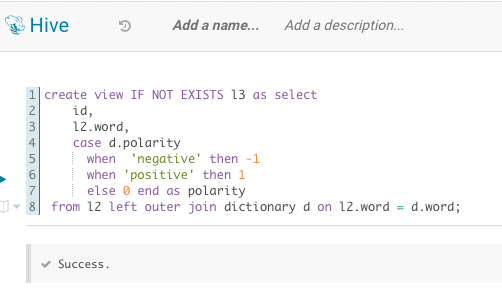 Hive Add a name... Add a description...
1 create view IF NOT EXISTS l3 as select
2 id,
3 l2.word,
4 case d.polarity
5 when 'negative' then -1
6 when 'positive' then 1
7 else 0 end as polarity
8 from l2 left outer join dictionary d on l2.word = d.word;
Success.